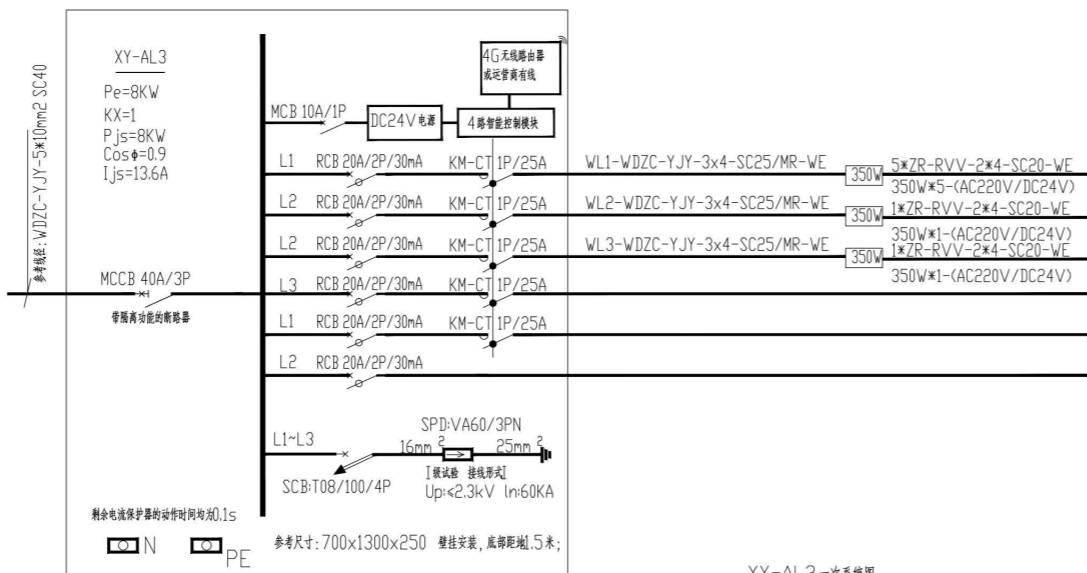 XY-AL3
Pe=8KW
KX=1
Pjs=8KW
CosΦ=0.9
Ijs=13.6A
参考线径:WDZC-YJY-5*10mm2 SC40
MCCB 40A/3P
带隔离功能的断路器
4G无线路由器
或运营商有线
MCB 10A/1P
DC24V电源
4路智能控制模块
L1 RCB 20A/2P/30mA KM-CT 1P/25A WL1-WDZC-YJY-3x4-SC25/MR-WE 350W 5*ZR-RVV-2*4-SC20-WE
350W*5-(AC220V/DC24V)
L2 RCB 20A/2P/30mA KM-CT 1P/25A WL2-WDZC-YJY-3x4-SC25/MR-WE 350W 1*ZR-RVV-2*4-SC20-WE
350W*1-(AC220V/DC24V)
L2 RCB 20A/2P/30mA KM-CT 1P/25A WL3-WDZC-YJY-3x4-SC25/MR-WE 350W 1*ZR-RVV-2*4-SC20-WE
350W*1-(AC220V/DC24V)
L3 RCB 20A/2P/30mA KM-CT 1P/25A
L1 RCB 20A/2P/30mA KM-CT 1P/25A
L2 RCB 20A/2P/30mA
SPD:VA60/3PN
L1~L3 16mm2 25mm2
SCB:T08/100/4P
I级试验 接线形式I
Up:≤2.3kV In:60KA
剩余电流保护器的动作时间均为0.1s
N PE
参考尺寸:700x1300x250 壁挂安装,底部距地1.5米;
XY-AL3一次系统图